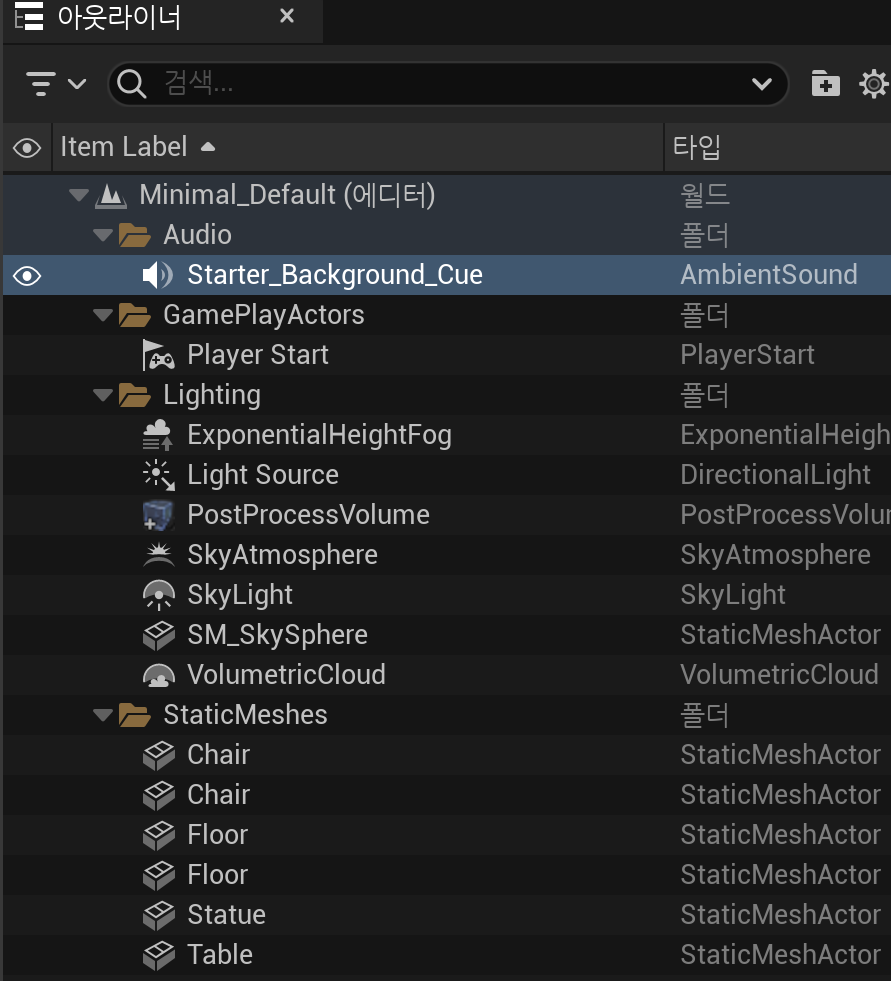 아웃라이너
검색...
Item Label 타입
Minimal_Default (에디터) 월드
Audio 폴더
Starter_Background_Cue AmbientSound
GamePlayActors 폴더
Player Start PlayerStart
Lighting 폴더
ExponentialHeightFog ExponentialHeigh
Light Source DirectionalLight
PostProcessVolume PostProcessVolu
SkyAtmosphere SkyAtmosphere
SkyLight SkyLight
SM_SkySphere StaticMeshActor
VolumetricCloud VolumetricCloud
StaticMeshes 폴더
Chair StaticMeshActor
Chair StaticMeshActor
Floor StaticMeshActor
Floor StaticMeshActor
Statue StaticMeshActor
Table StaticMeshActor